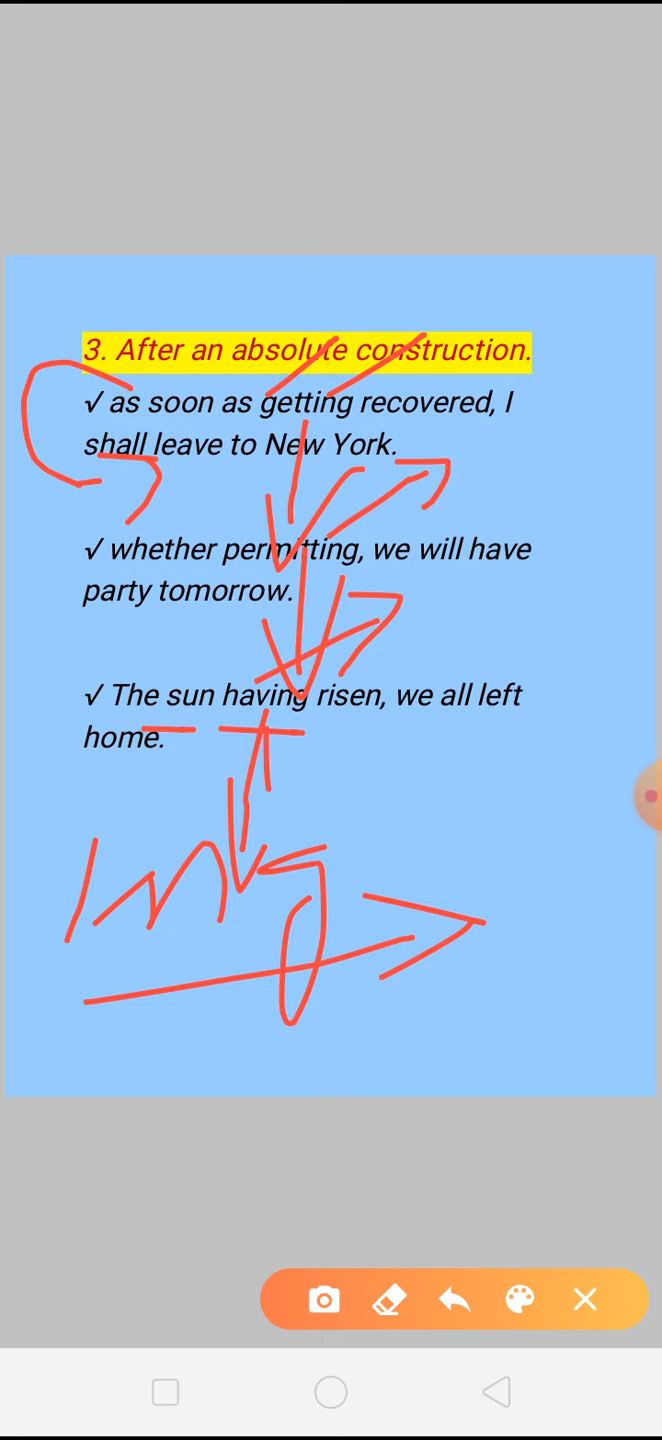 3. After an absolute construction.
√ as soon as getting recovered, I
shall leave to New York.
√ whether permitting, we will have
party tomorrow.
√ The sun having risen, we all left
home.
Ing